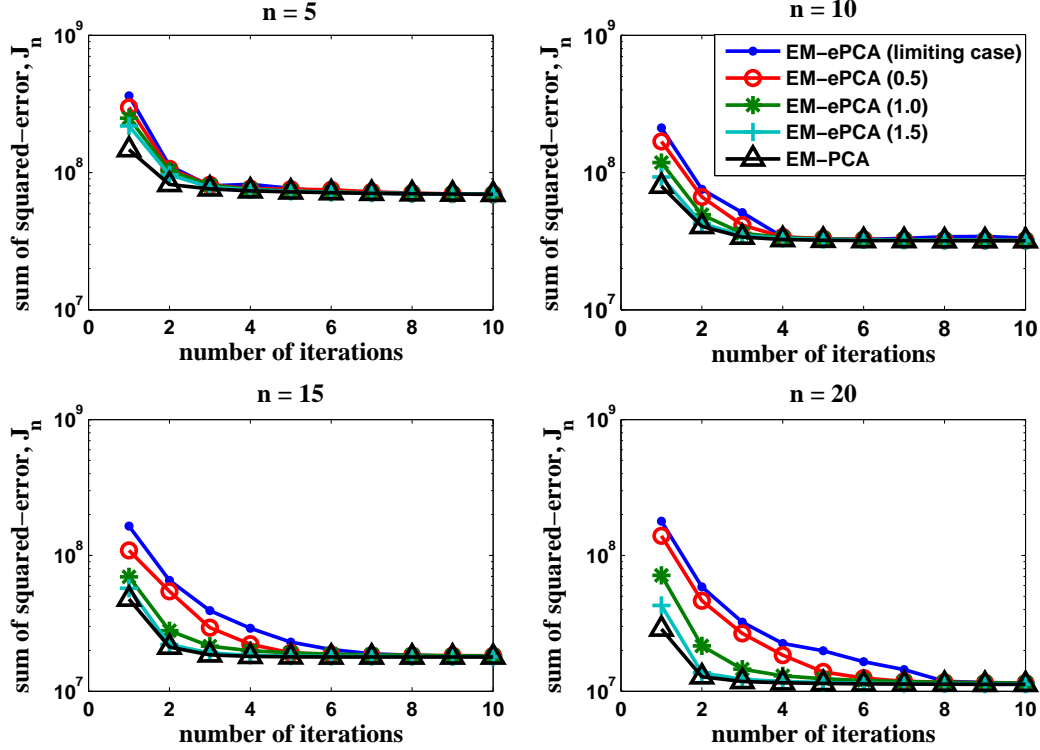 n = 5
sum of squared−error, J_n
10^9
10^8
10^7
0 2 4 6 8 10
number of iterations
n = 10
sum of squared−error, J_n
10^9
10^8
10^7
0 2 4 6 8 10
number of iterations
EM−ePCA (limiting case)
EM−ePCA (0.5)
EM−ePCA (1.0)
EM−ePCA (1.5)
EM−PCA
n = 15
sum of squared−error, J_n
10^9
10^8
10^7
0 2 4 6 8 10
number of iterations
n = 20
sum of squared−error, J_n
10^9
10^8
10^7
0 2 4 6 8 10
number of iterations